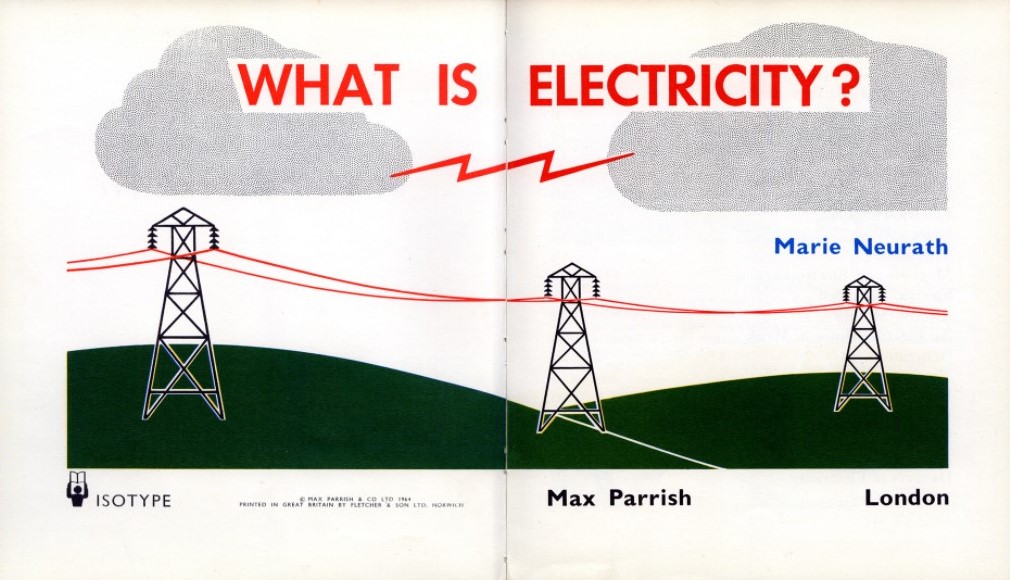 WHAT IS ELECTRICITY?
Marie Neurath
ISOTYPE
© MAX PARRISH & CO LTD 1964
PRINTED IN GREAT BRITAIN BY FLETCHER & SON LTD, NORWICH
Max Parrish
London